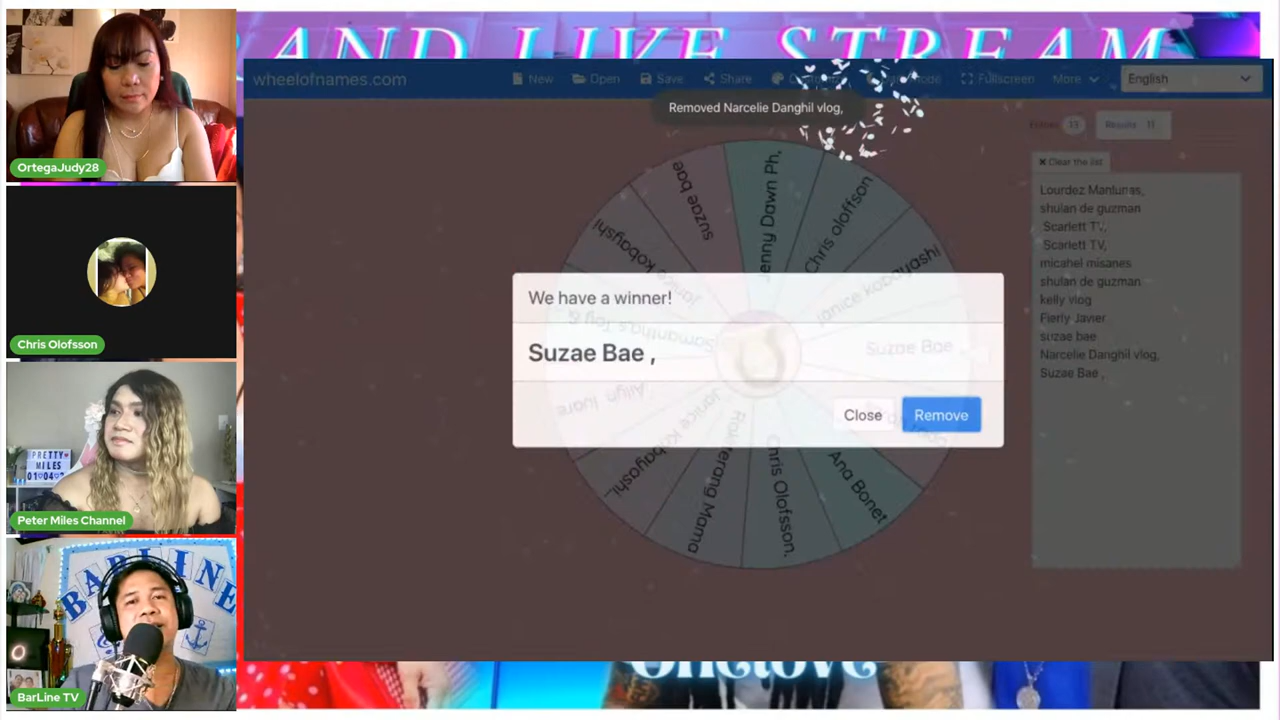 RAND LIVE STREAM
OrtegaJudy28
Chris Olofsson
PRETTY
MILES
Peter Miles Channel
BARLINE
BarLine TV
wheelofnames.com
New
Open
Save
Share
Fullscreen
More
English
Removed Narcelie Danghil vlog,
Results 11
Clear the list
Lourdez Manlunas,
shulan de guzman
Scarlett TV,
Scarlett TV,
micahel misanes
shulan de guzman
kelly vlog
Fierly Javier
suzae bae
Narcelie Danghil vlog,
Suzae Bae ,
suzae bae
Jenny Dawn Ph,
Chris oloffson
Janice Kobayashi
Suzae Bae
Ana Bonet
Chris Olofsson.
Janice Kobayashi
We have a winner!
Suzae Bae ,
Close
Remove
Onelove